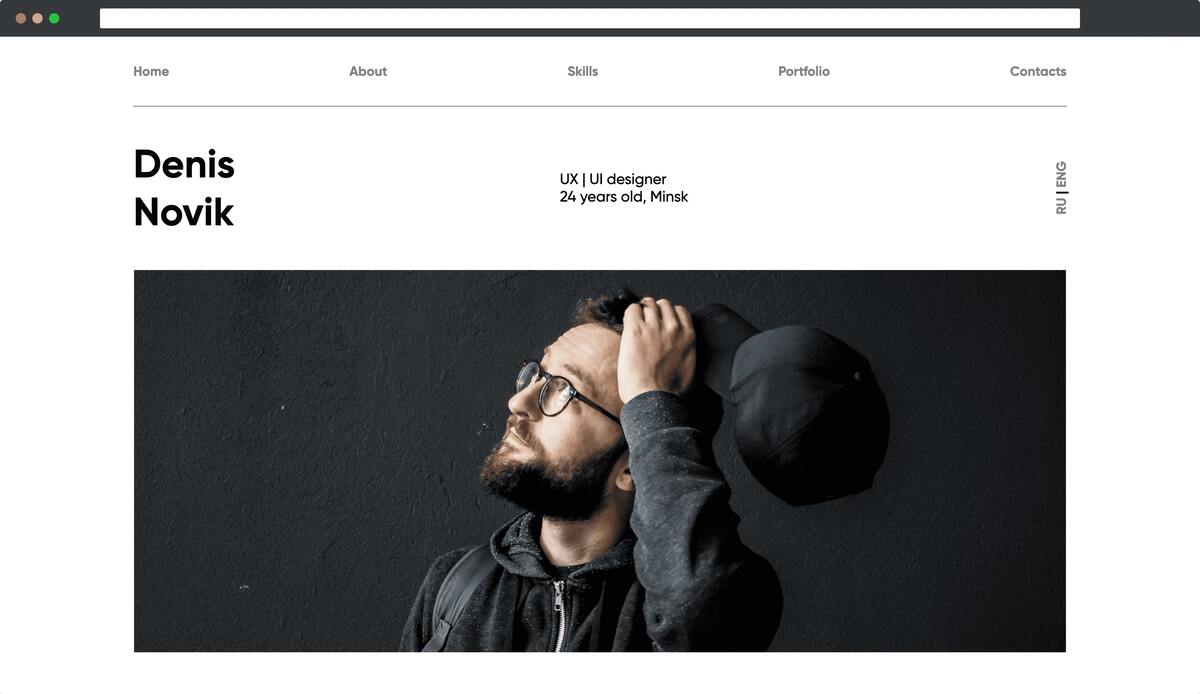 Home
About
Skills
Portfolio
Contacts
Denis
Novik
UX | UI designer
24 years old, Minsk
RU | ENG